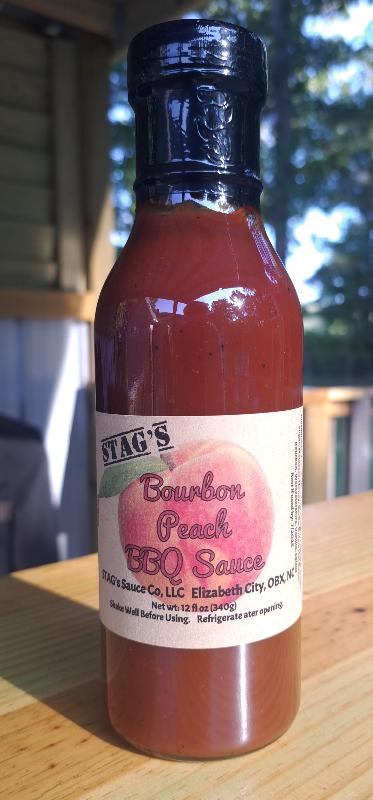 STAG'S
Bourbon
Peach
BBQ Sauce
STAG's Sauce Co, LLC Elizabeth City, OBX, NC
Net wt: 12 fl oz (340g)
Shake Well Before Using. Refrigerate ater opening.